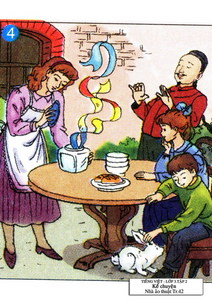 4
TIẾNG VIỆT - LỚP 3 TẬP 2
Kể chuyện
Nhà ảo thuật Tr.42